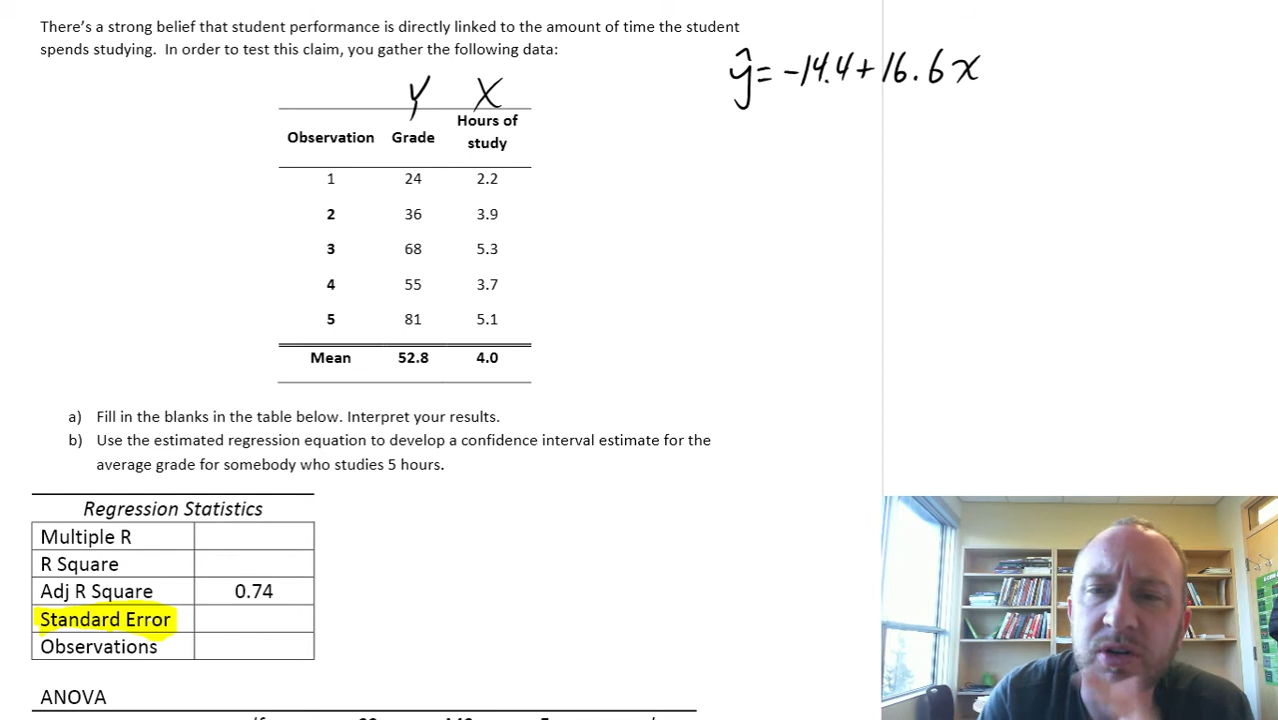 There's a strong belief that student performance is directly linked to the amount of time the student
spends studying. In order to test this claim, you gather the following data:
ŷ = -14.4 + 16.6x
Y X
Observation Grade Hours of study
1 24 2.2
2 36 3.9
3 68 5.3
4 55 3.7
5 81 5.1
Mean 52.8 4.0
a) Fill in the blanks in the table below. Interpret your results.
b) Use the estimated regression equation to develop a confidence interval estimate for the
average grade for somebody who studies 5 hours.
Regression Statistics
Multiple R
R Square
Adj R Square 0.74
Standard Error
Observations
ANOVA